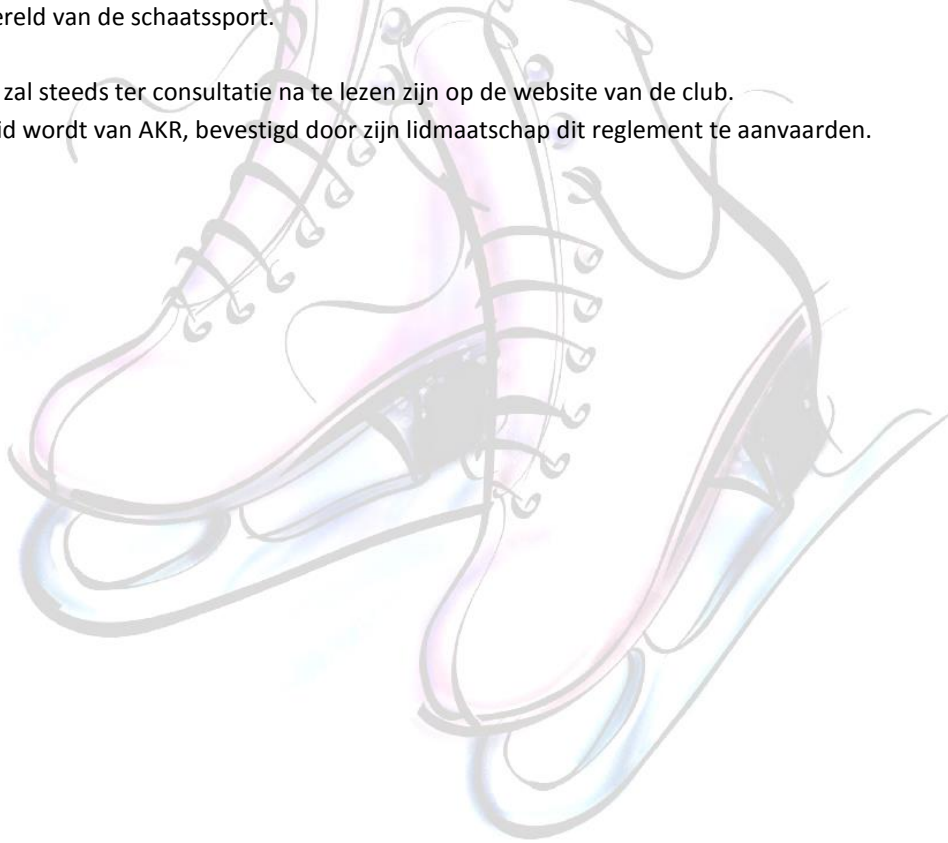 ereld van de schaatssport.
zal steeds ter consultatie na te lezen zijn op de website van de club.
id wordt van AKR, bevestigd door zijn lidmaatschap dit reglement te aanvaarden.